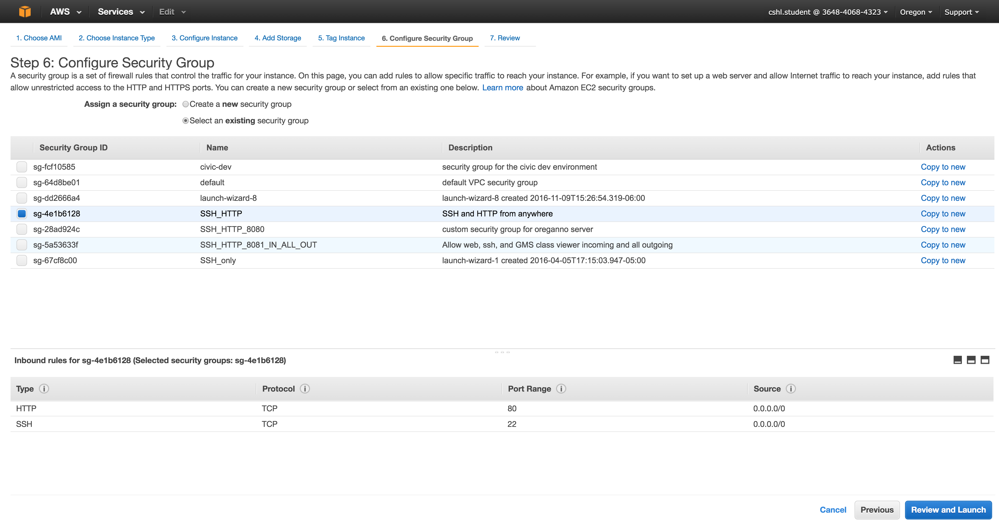 AWS Services Edit cshl.student @ 3648-4068-4323 Oregon Support
1. Choose AMI 2. Choose Instance Type 3. Configure Instance 4. Add Storage 5. Tag Instance 6. Configure Security Group 7. Review
Step 6: Configure Security Group
A security group is a set of firewall rules that control the traffic for your instance. On this page, you can add rules to allow specific traffic to reach your instance. For example, if you want to set up a web server and allow Internet traffic to reach your instance, add rules that
allow unrestricted access to the HTTP and HTTPS ports. You can create a new security group or select from an existing one below. Learn more about Amazon EC2 security groups.
Assign a security group: Create a new security group
Select an existing security group
Security Group ID Name Description Actions
sg-fcf10585 civic-dev security group for the civic dev environment Copy to new
sg-64d8be01 default default VPC security group Copy to new
sg-dd2666a4 launch-wizard-8 launch-wizard-8 created 2016-11-09T15:26:54.319-06:00 Copy to new
sg-4e1b6128 SSH_HTTP SSH and HTTP from anywhere Copy to new
sg-28ad924c SSH_HTTP_8080 custom security group for oreganno server Copy to new
sg-5a53633f SSH_HTTP_8081_IN_ALL_OUT Allow web, ssh, and GMS class viewer incoming and all outgoing Copy to new
sg-67cf8c00 SSH_only launch-wizard-1 created 2016-04-05T17:15:03.947-05:00 Copy to new
Inbound rules for sg-4e1b6128 (Selected security groups: sg-4e1b6128)
Type i Protocol i Port Range i Source i
HTTP TCP 80 0.0.0.0/0
SSH TCP 22 0.0.0.0/0
Cancel Previous Review and Launch